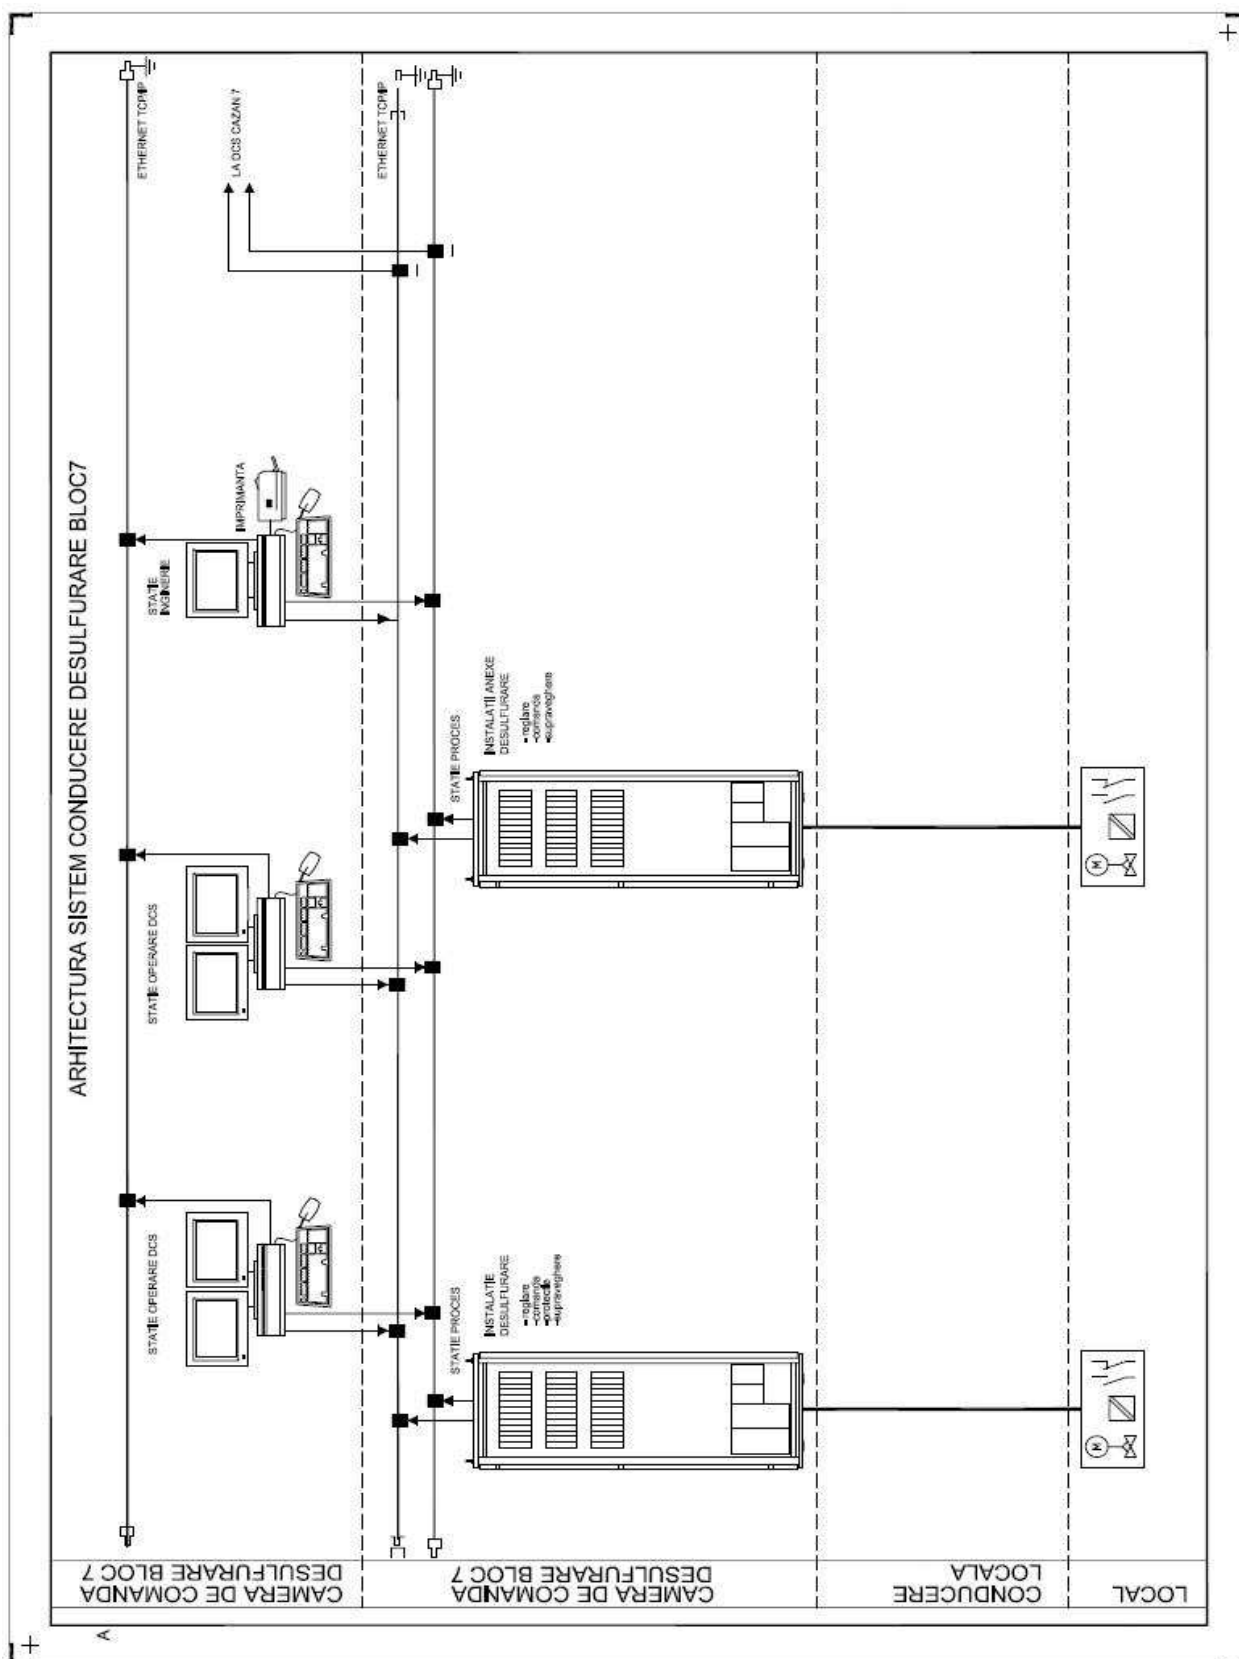 ARHITECTURA SISTEM CONDUCERE DESULFURARE BLOC7
ETHERNET TCP/IP
LA DCS CAZAN 7
ETHERNET TCP/IP
STATIE OPERARE DCS
STATIE OPERARE DCS
STATIE
INGINERIE
IMPRIMANTA
STATIE PROCES
INSTALATIE
DESULFURARE
- reglare
-comanda
-protectie
-supraveghere
STATIE PROCES
INSTALATII ANEXE
DESULFURARE
- reglare
-comanda
-supraveghere
M
M
CAMERA DE COMANDA
DESULFURARE BLOC 7
CAMERA DE COMANDA
DESULFURARE BLOC 7
CONDUCERE
LOCALA
LOCAL
A